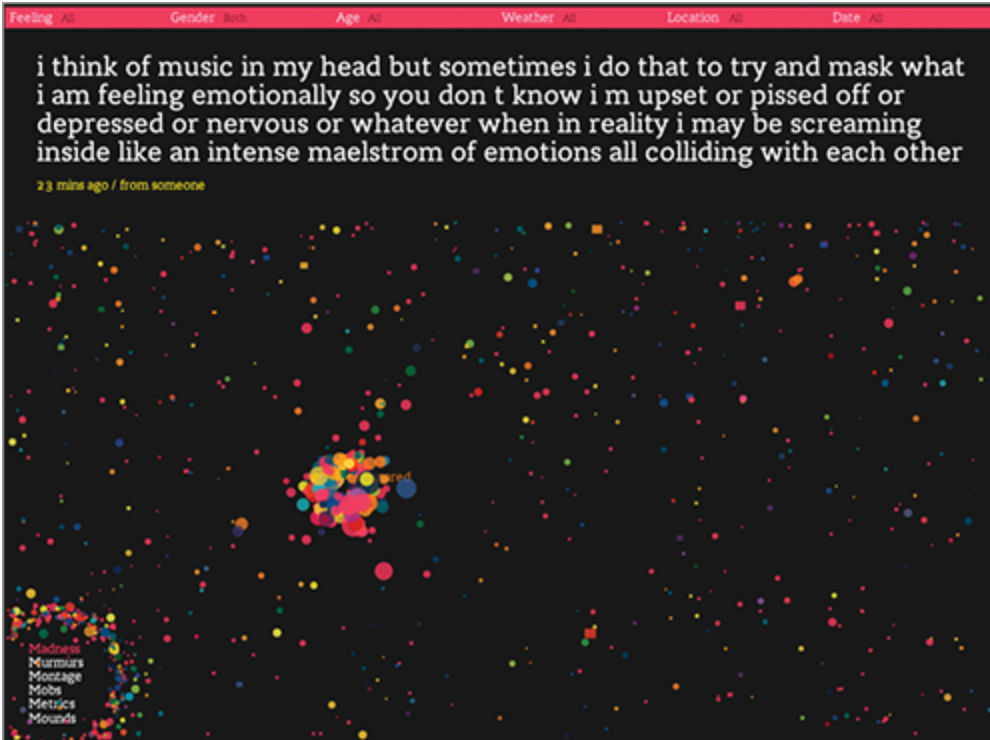 Feeling All Gender Both Age All Weather All Location All Date All
i think of music in my head but sometimes i do that to try and mask what
i am feeling emotionally so you don t know i m upset or pissed off or
depressed or nervous or whatever when in reality i may be screaming
inside like an intense maelstrom of emotions all colliding with each other
23 mins ago / from someone
Madness
Murmurs
Montage
Mobs
Metrics
Mounds